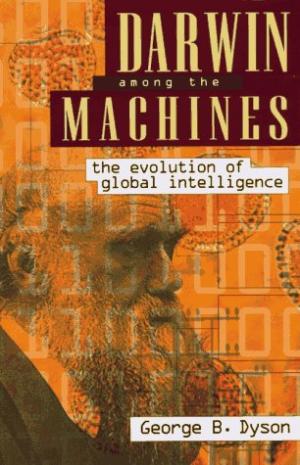 DARWIN
among the
MACHINES
the evolution of
global intelligence
George B. Dyson